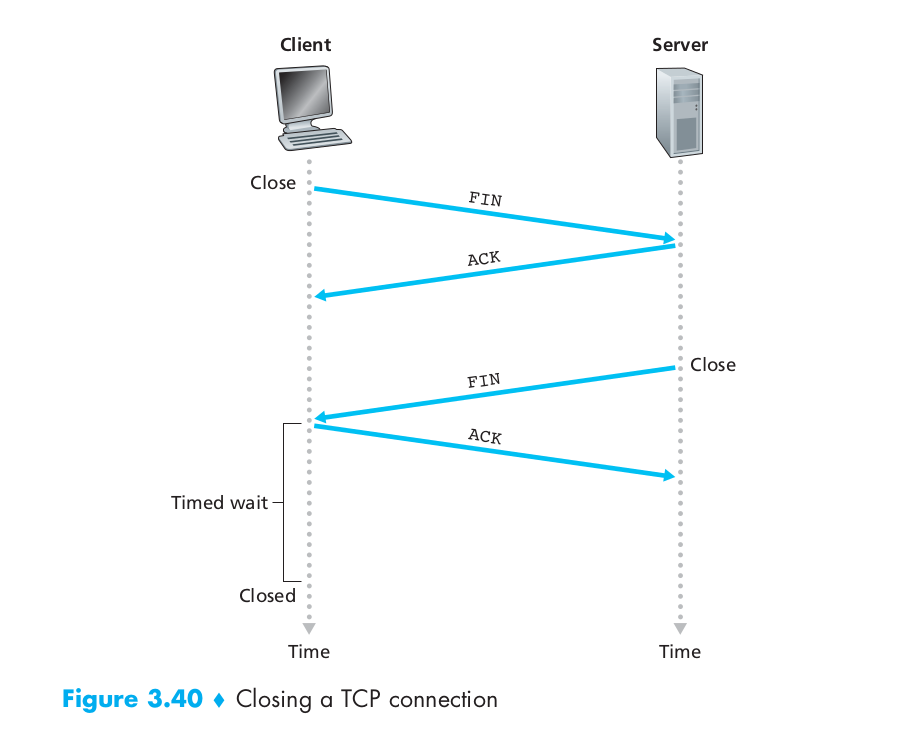 Client
Server
Close
FIN
ACK
Close
FIN
ACK
Timed wait
Closed
Time
Time
Figure 3.40 ♦ Closing a TCP connection